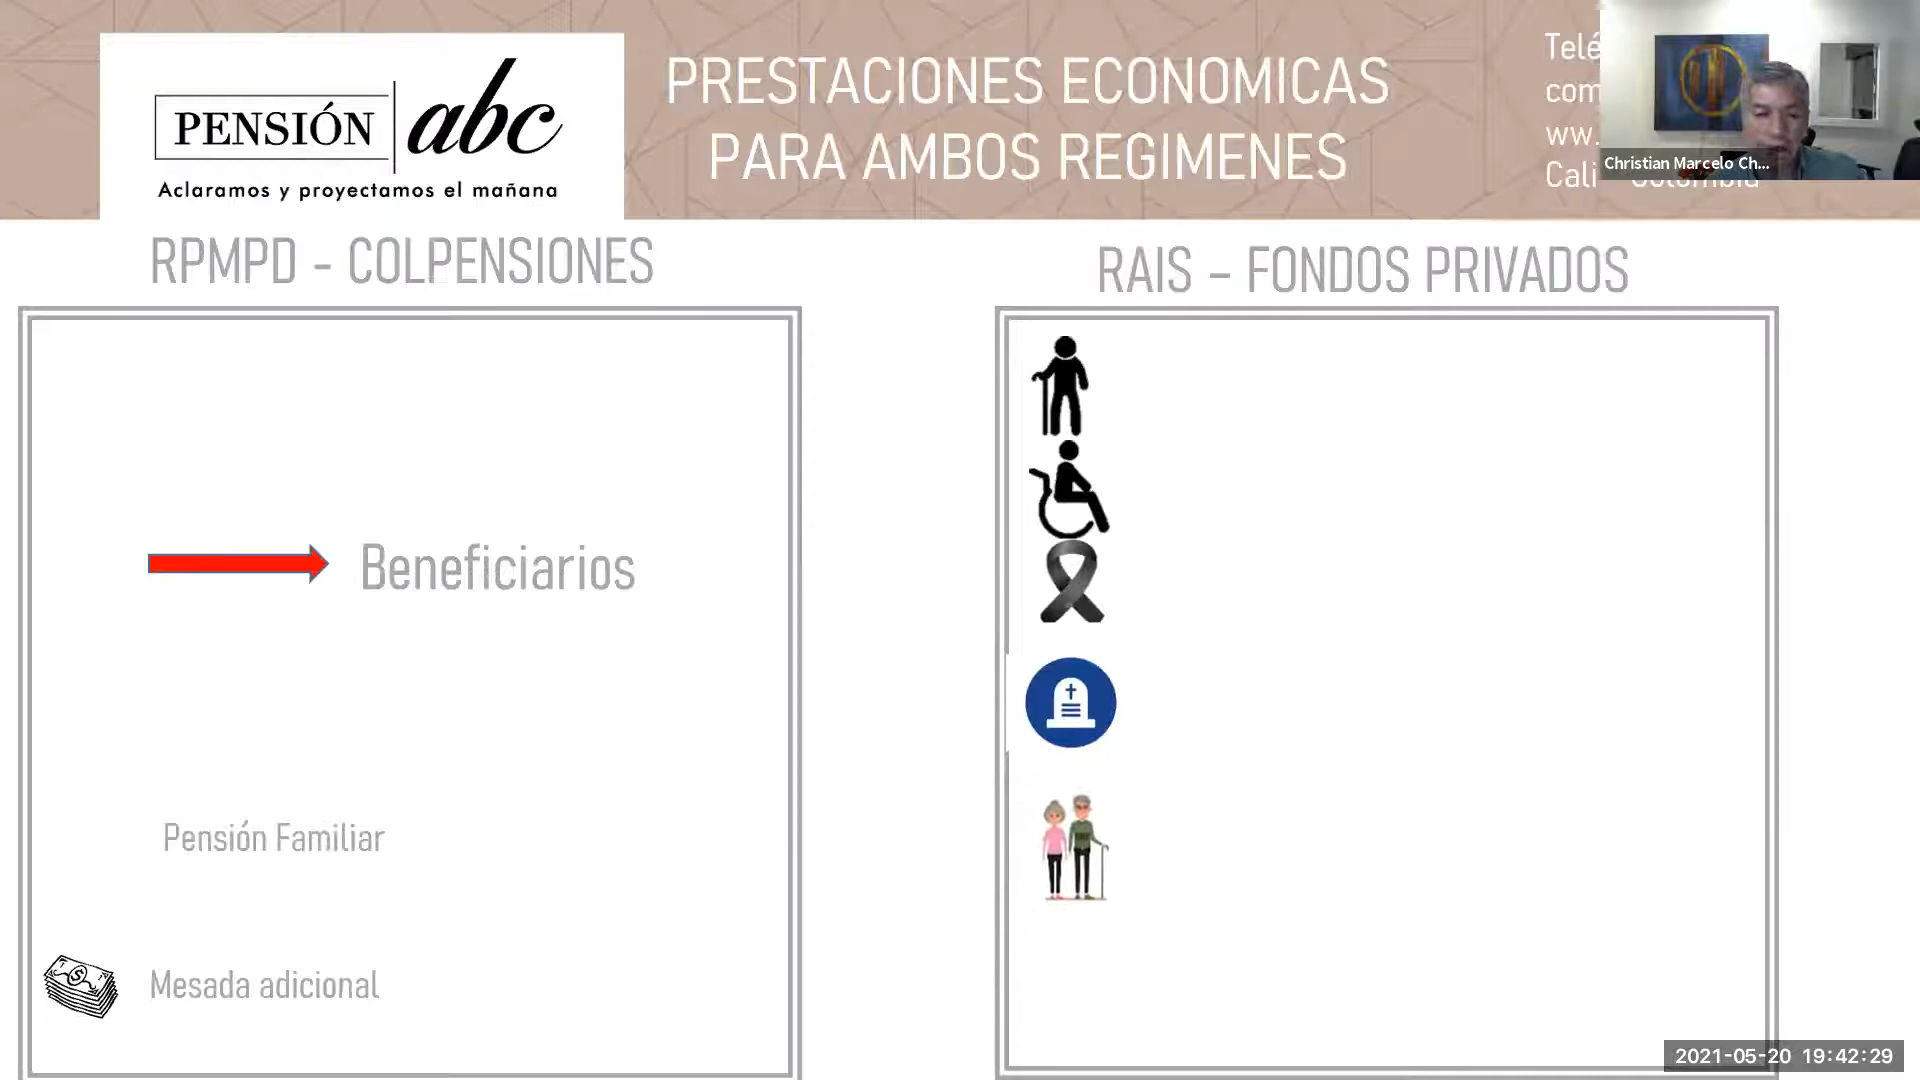 PENSIÓN abc
Aclaramos y proyectamos el mañana
PRESTACIONES ECONOMICAS
PARA AMBOS REGIMENES
Cali
Christian Marcelo Ch...
RPMPD - COLPENSIONES
RAIS - FONDOS PRIVADOS
Beneficiarios
Pensión Familiar
Mesada adicional
2021-05-20 19:42:29